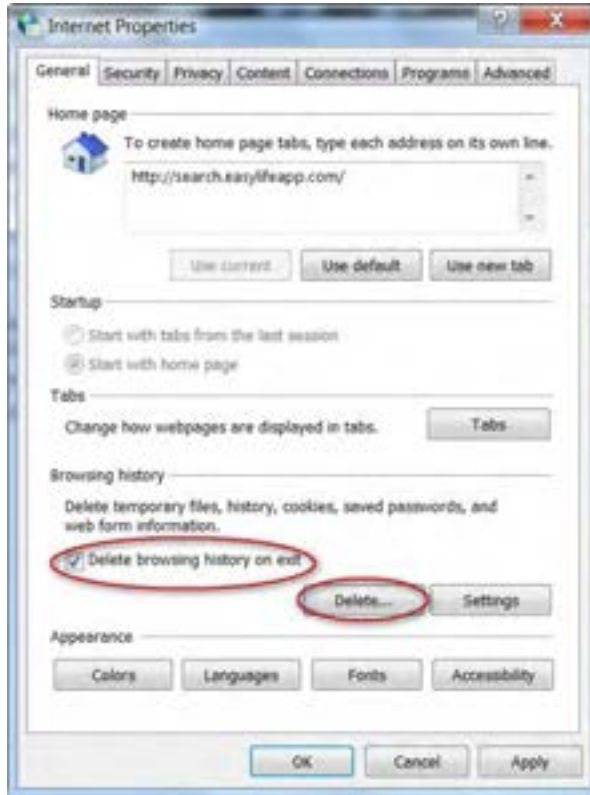 Internet Properties
General Security Privacy Content Connections Programs Advanced
Home page
To create home page tabs, type each address on its own line.
http://search.easylifeapp.com/
Use current Use default Use new tab
Startup
Start with tabs from the last session
Start with home page
Tabs
Change how webpages are displayed in tabs. Tabs
Browsing history
Delete temporary files, history, cookies, saved passwords, and
web form information.
Delete browsing history on exit
Delete... Settings
Appearance
Colors Languages Fonts Accessibility
OK Cancel Apply